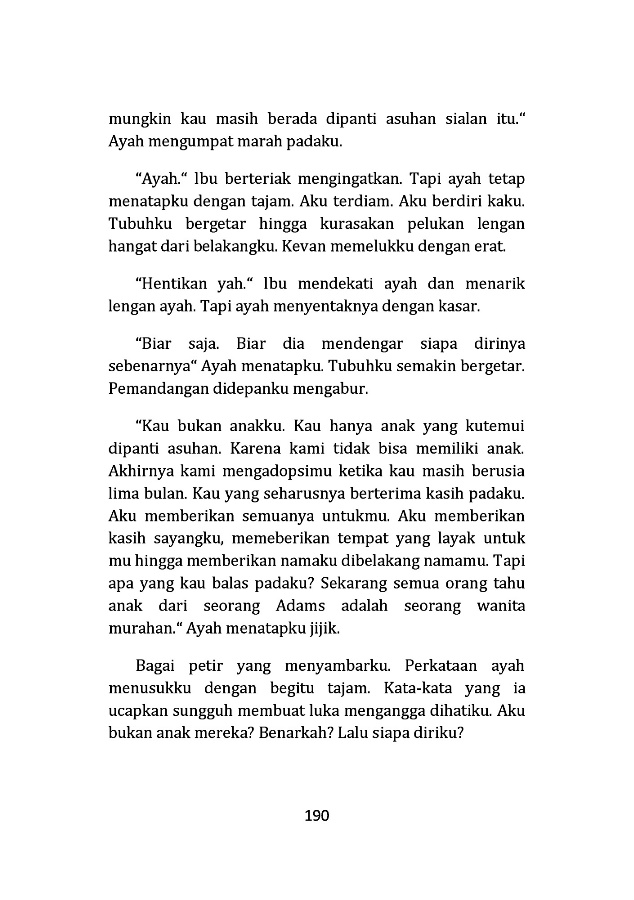 mungkin kau masih berada dipanti asuhan sialan itu.“
Ayah mengumpat marah padaku.
“Ayah.“ Ibu berteriak mengingatkan. Tapi ayah tetap
menatapku dengan tajam. Aku terdiam. Aku berdiri kaku.
Tubuhku bergetar hingga kurasakan pelukan lengan
hangat dari belakangku. Kevan memelukku dengan erat.
“Hentikan yah.“ Ibu mendekati ayah dan menarik
lengan ayah. Tapi ayah menyentaknya dengan kasar.
“Biar saja. Biar dia mendengar siapa dirinya
sebenarnya“ Ayah menatapku. Tubuhku semakin bergetar.
Pemandangan didepanku mengabur.
“Kau bukan anakku. Kau hanya anak yang kutemui
dipanti asuhan. Karena kami tidak bisa memiliki anak.
Akhirnya kami mengadopsimu ketika kau masih berusia
lima bulan. Kau yang seharusnya berterima kasih padaku.
Aku memberikan semuanya untukmu. Aku memberikan
kasih sayangku, memeberikan tempat yang layak untuk
mu hingga memberikan namaku dibelakang namamu. Tapi
apa yang kau balas padaku? Sekarang semua orang tahu
anak dari seorang Adams adalah seorang wanita
murahan.“ Ayah menatapku jijik.
Bagai petir yang menyambarku. Perkataan ayah
menusukku dengan begitu tajam. Kata-kata yang ia
ucapkan sungguh membuat luka mengangga dihatiku. Aku
bukan anak mereka? Benarkah? Lalu siapa diriku?
190